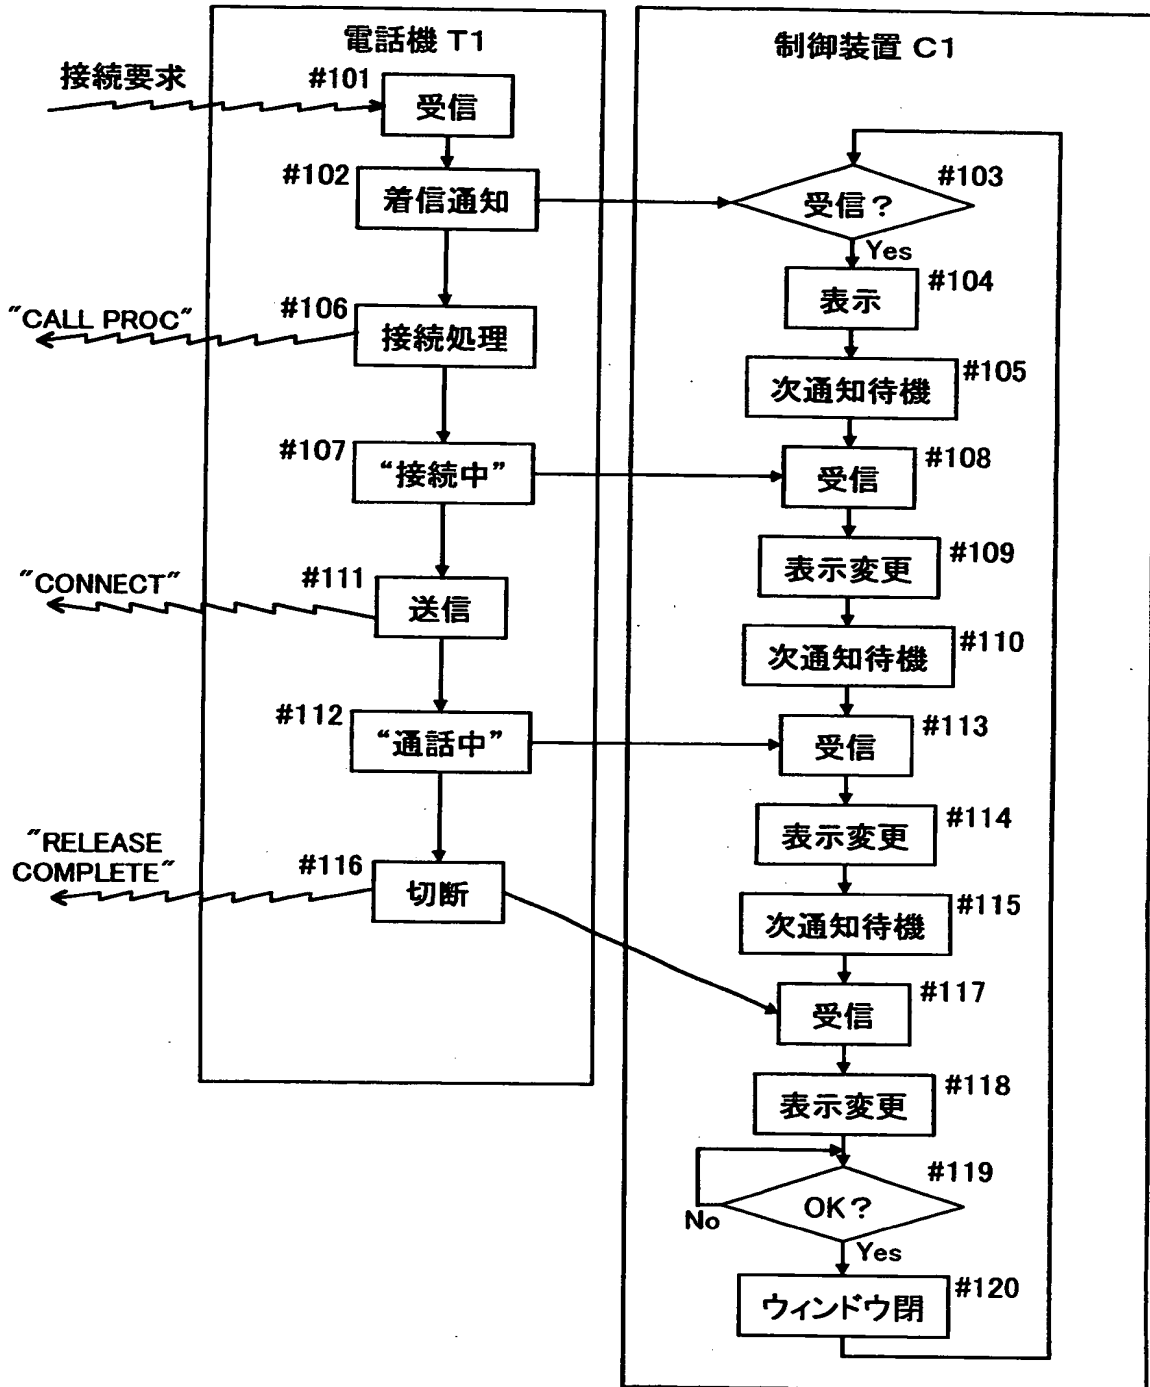 電話機 T1
制御装置 C1
接続要求
#101
受信
#102
着信通知
#103
受信？
Yes
#104
表示
"CALL PROC"
#106
接続処理
#105
次通知待機
#107
“接続中”
#108
受信
#109
表示変更
"CONNECT"
#111
送信
#110
次通知待機
#112
“通話中”
#113
受信
#114
表示変更
"RELEASE
COMPLETE"
#116
切断
#115
次通知待機
#117
受信
#118
表示変更
#119
OK？
No
Yes
#120
ウィンドウ閉